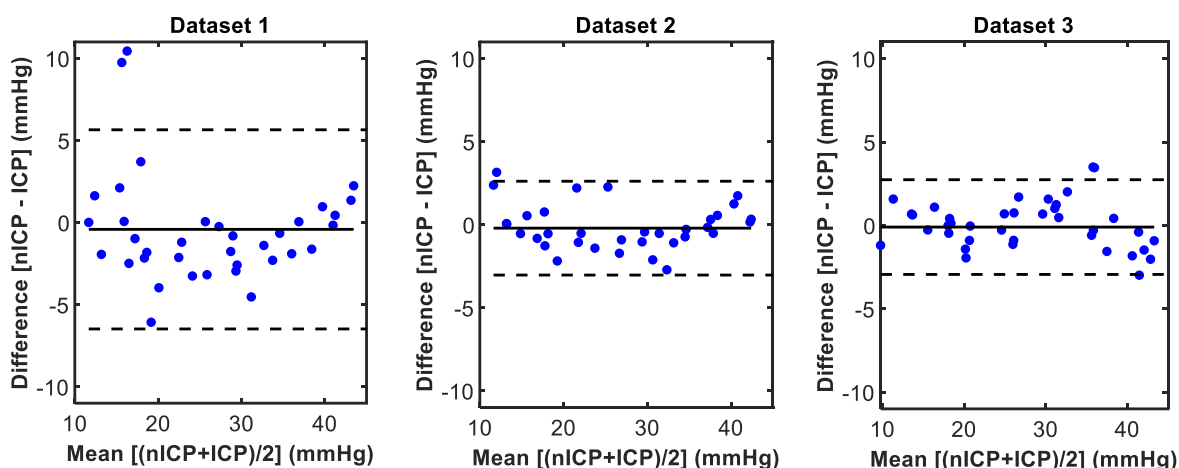 Dataset 1
Difference [nICP - ICP] (mmHg)
10
5
0
-5
-10
10 20 30 40
Mean [(nICP+ICP)/2] (mmHg)
Dataset 2
Difference [nICP - ICP] (mmHg)
10
5
0
-5
-10
10 20 30 40
Mean [(nICP+ICP)/2] (mmHg)
Dataset 3
Difference [nICP - ICP] (mmHg)
10
5
0
-5
-10
10 20 30 40
Mean [(nICP+ICP)/2] (mmHg)